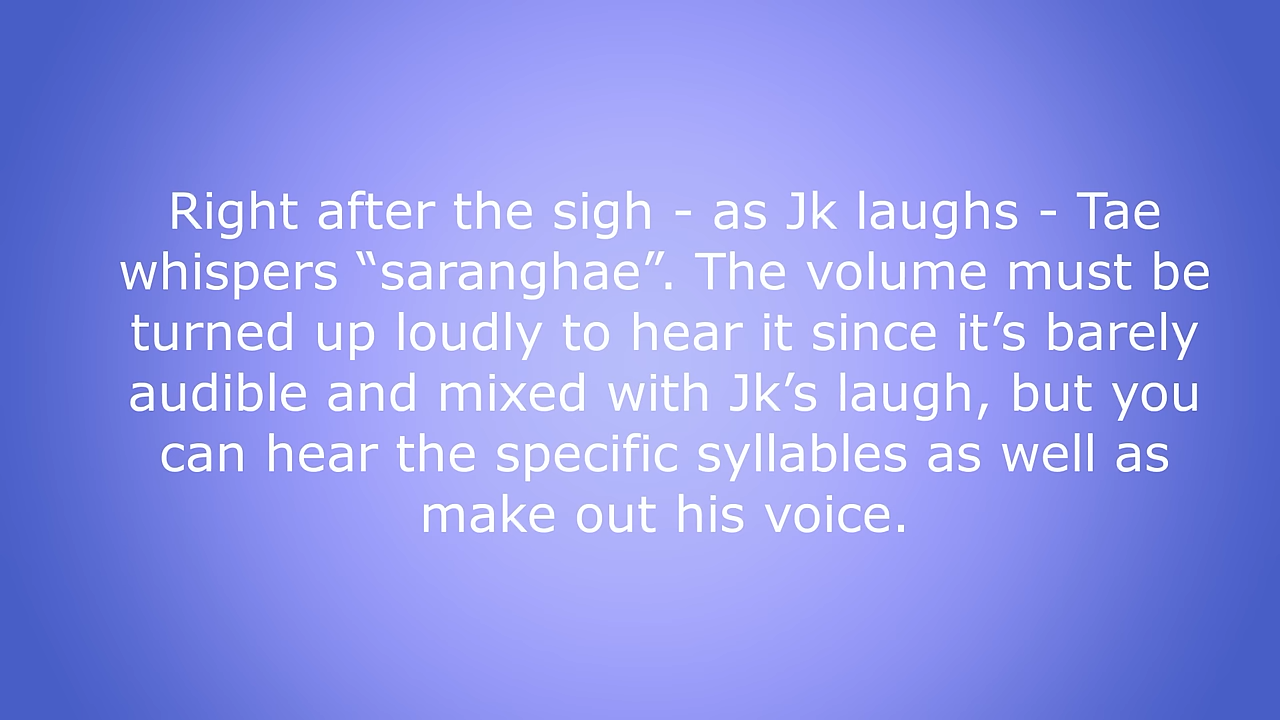 Right after the sigh - as Jk laughs - Tae
whispers “saranghae”. The volume must be
turned up loudly to hear it since it’s barely
audible and mixed with Jk’s laugh, but you
can hear the specific syllables as well as
make out his voice.